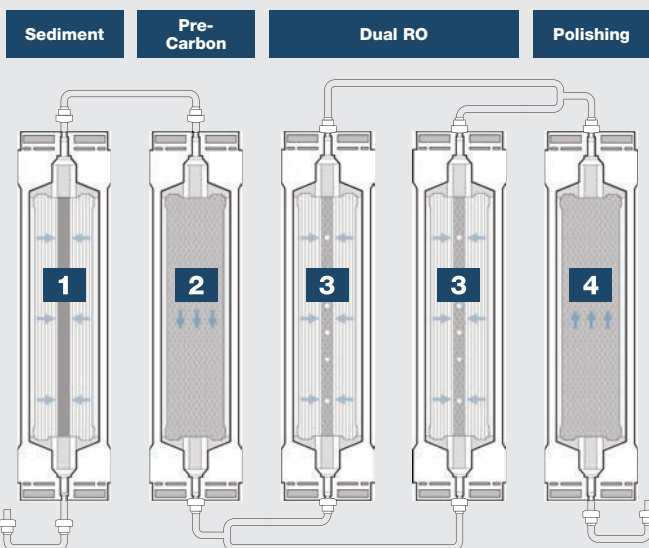 Sediment
Pre-
Carbon
Dual RO
Polishing
1
2
3
3
4